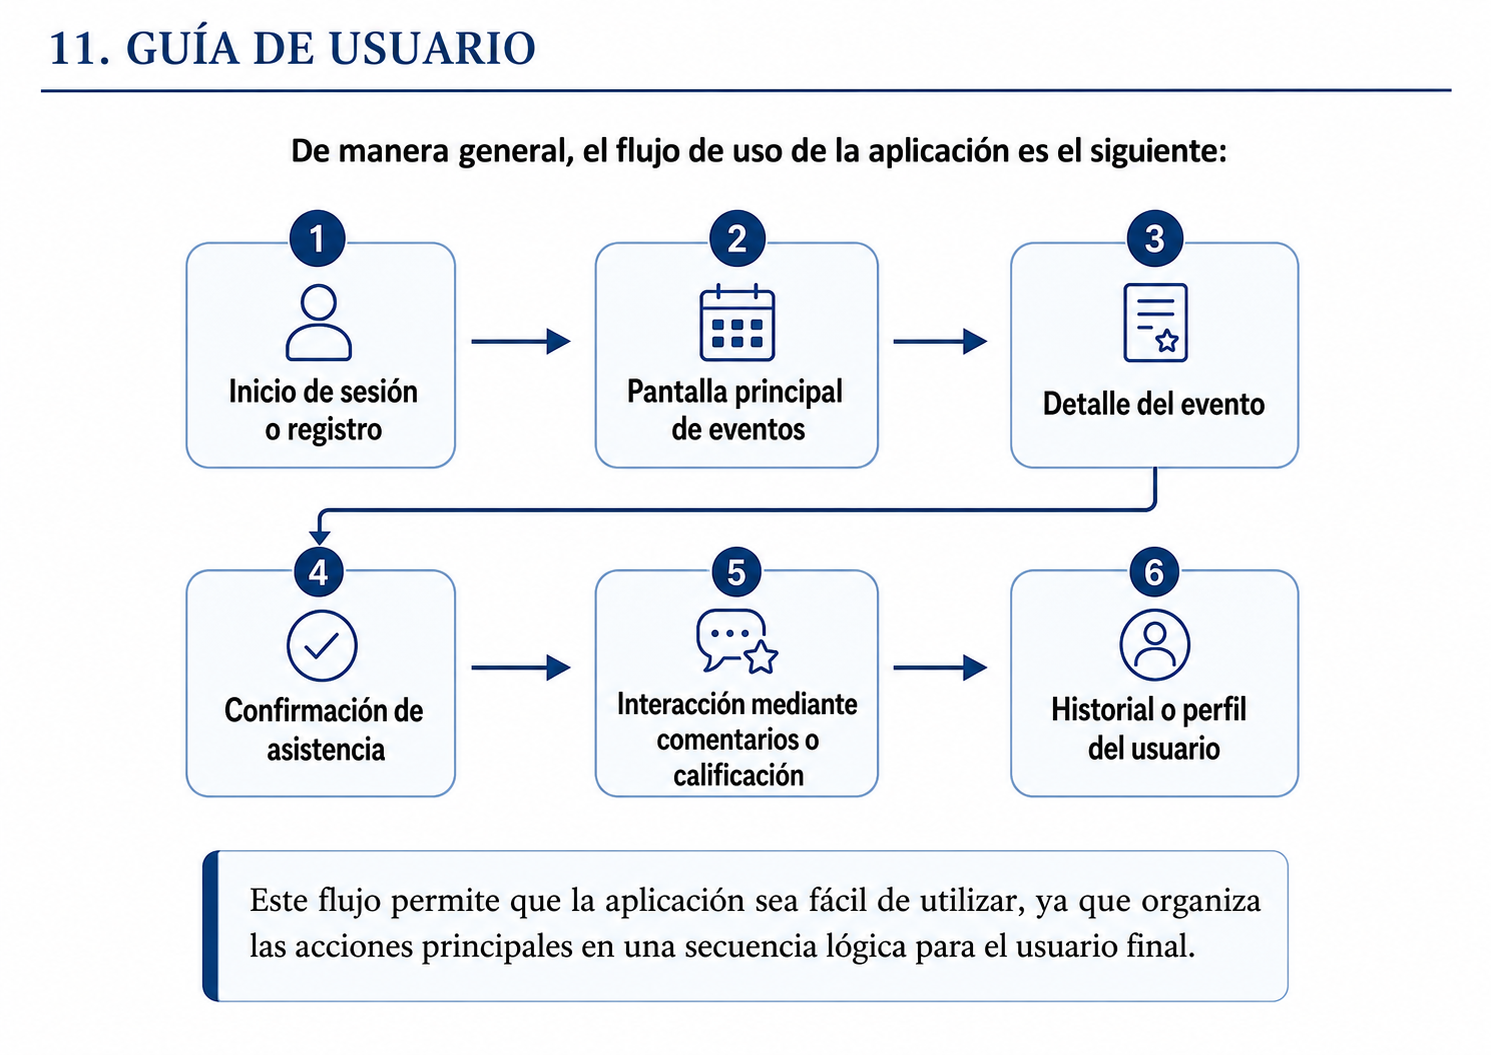 11. GUÍA DE USUARIO
De manera general, el flujo de uso de la aplicación es el siguiente:
1
Inicio de sesión
o registro
2
Pantalla principal
de eventos
3
Detalle del evento
4
Confirmación de
asistencia
5
Interacción mediante
comentarios o
calificación
6
Historial o perfil
del usuario
Este flujo permite que la aplicación sea fácil de utilizar, ya que organiza
las acciones principales en una secuencia lógica para el usuario final.